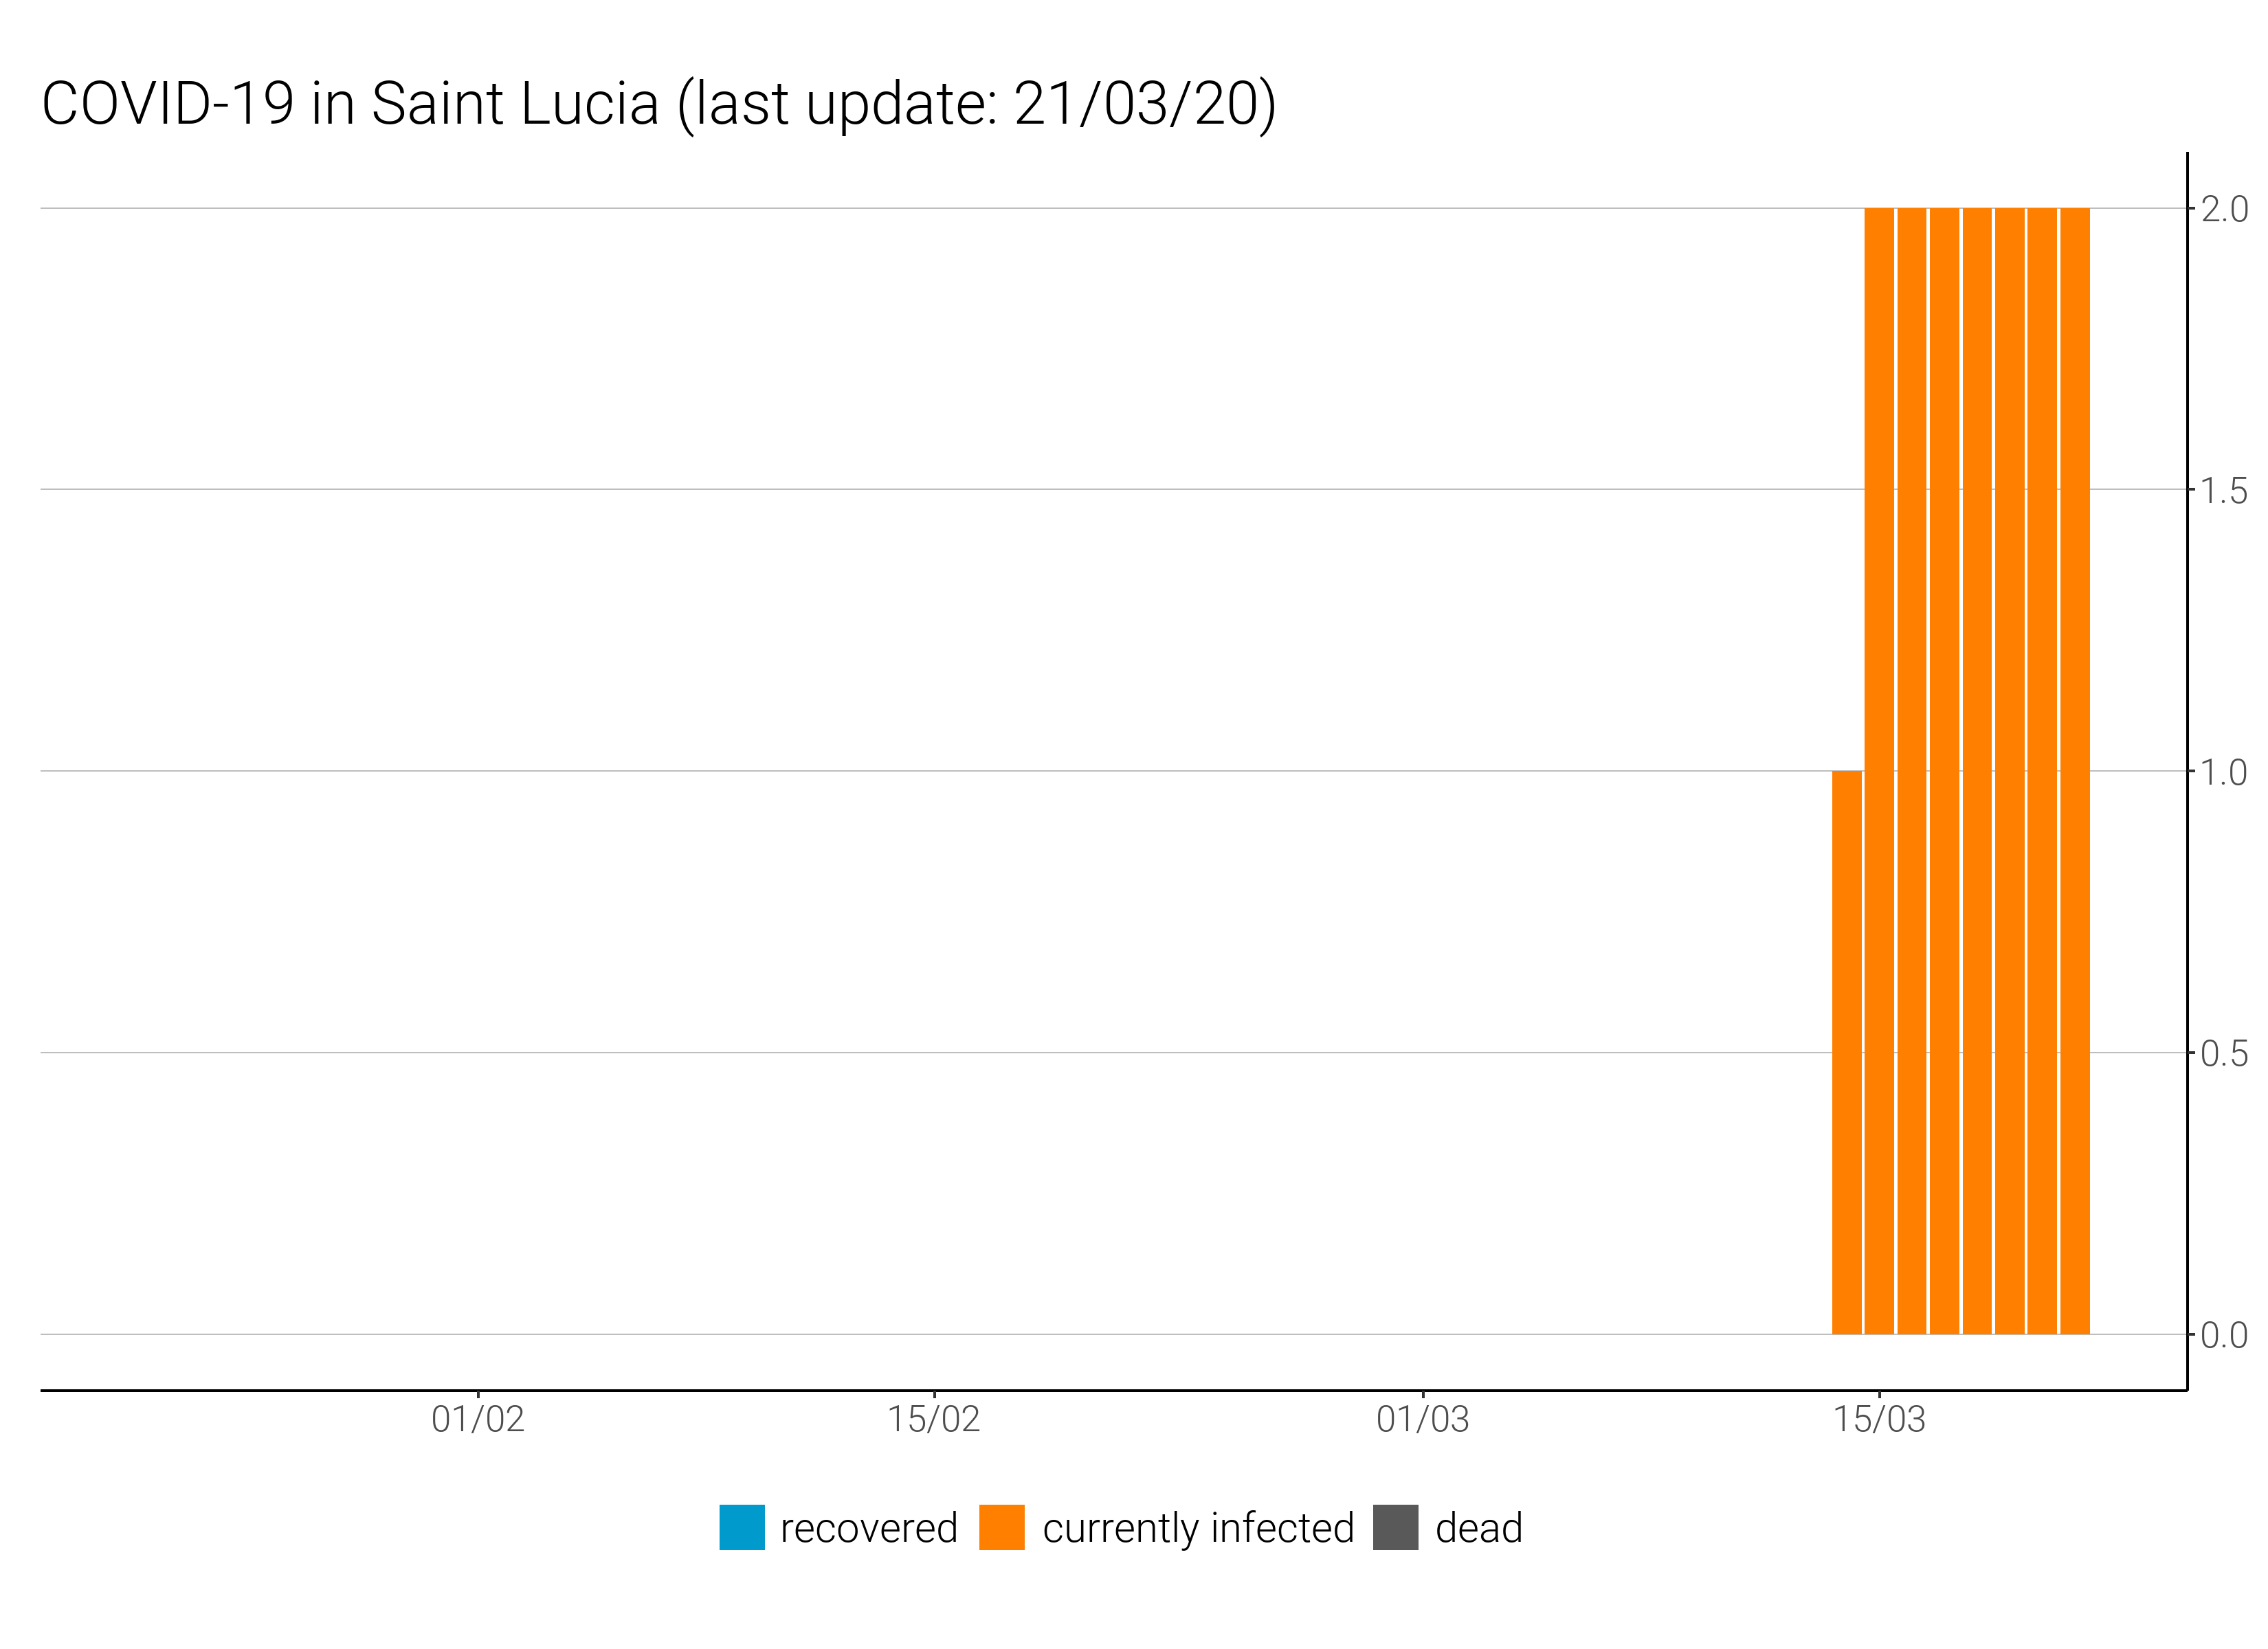 COVID-19 in Saint Lucia (last update: 21/03/20)
2.0
1.5
1.0
0.5
0.0
01/02 15/02 01/03 15/03
recovered currently infected dead